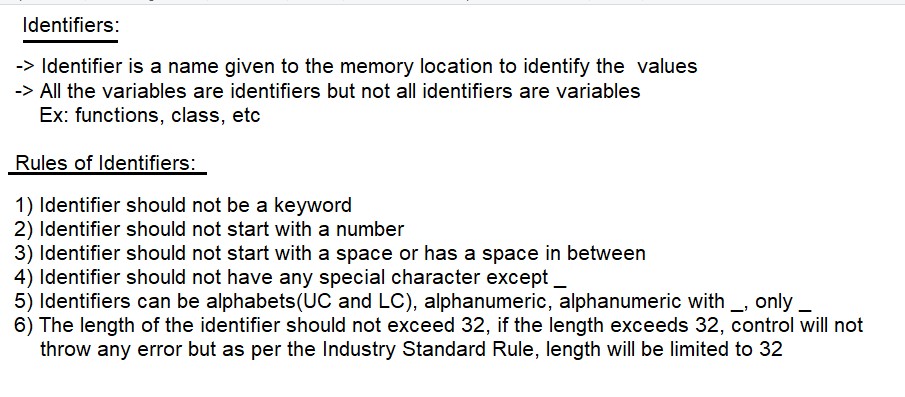 Identifiers:
-> Identifier is a name given to the memory location to identify the values
-> All the variables are identifiers but not all identifiers are variables
Ex: functions, class, etc
Rules of Identifiers:
1) Identifier should not be a keyword
2) Identifier should not start with a number
3) Identifier should not start with a space or has a space in between
4) Identifier should not have any special character except _
5) Identifiers can be alphabets(UC and LC), alphanumeric, alphanumeric with _, only _
6) The length of the identifier should not exceed 32, if the length exceeds 32, control will not
throw any error but as per the Industry Standard Rule, length will be limited to 32